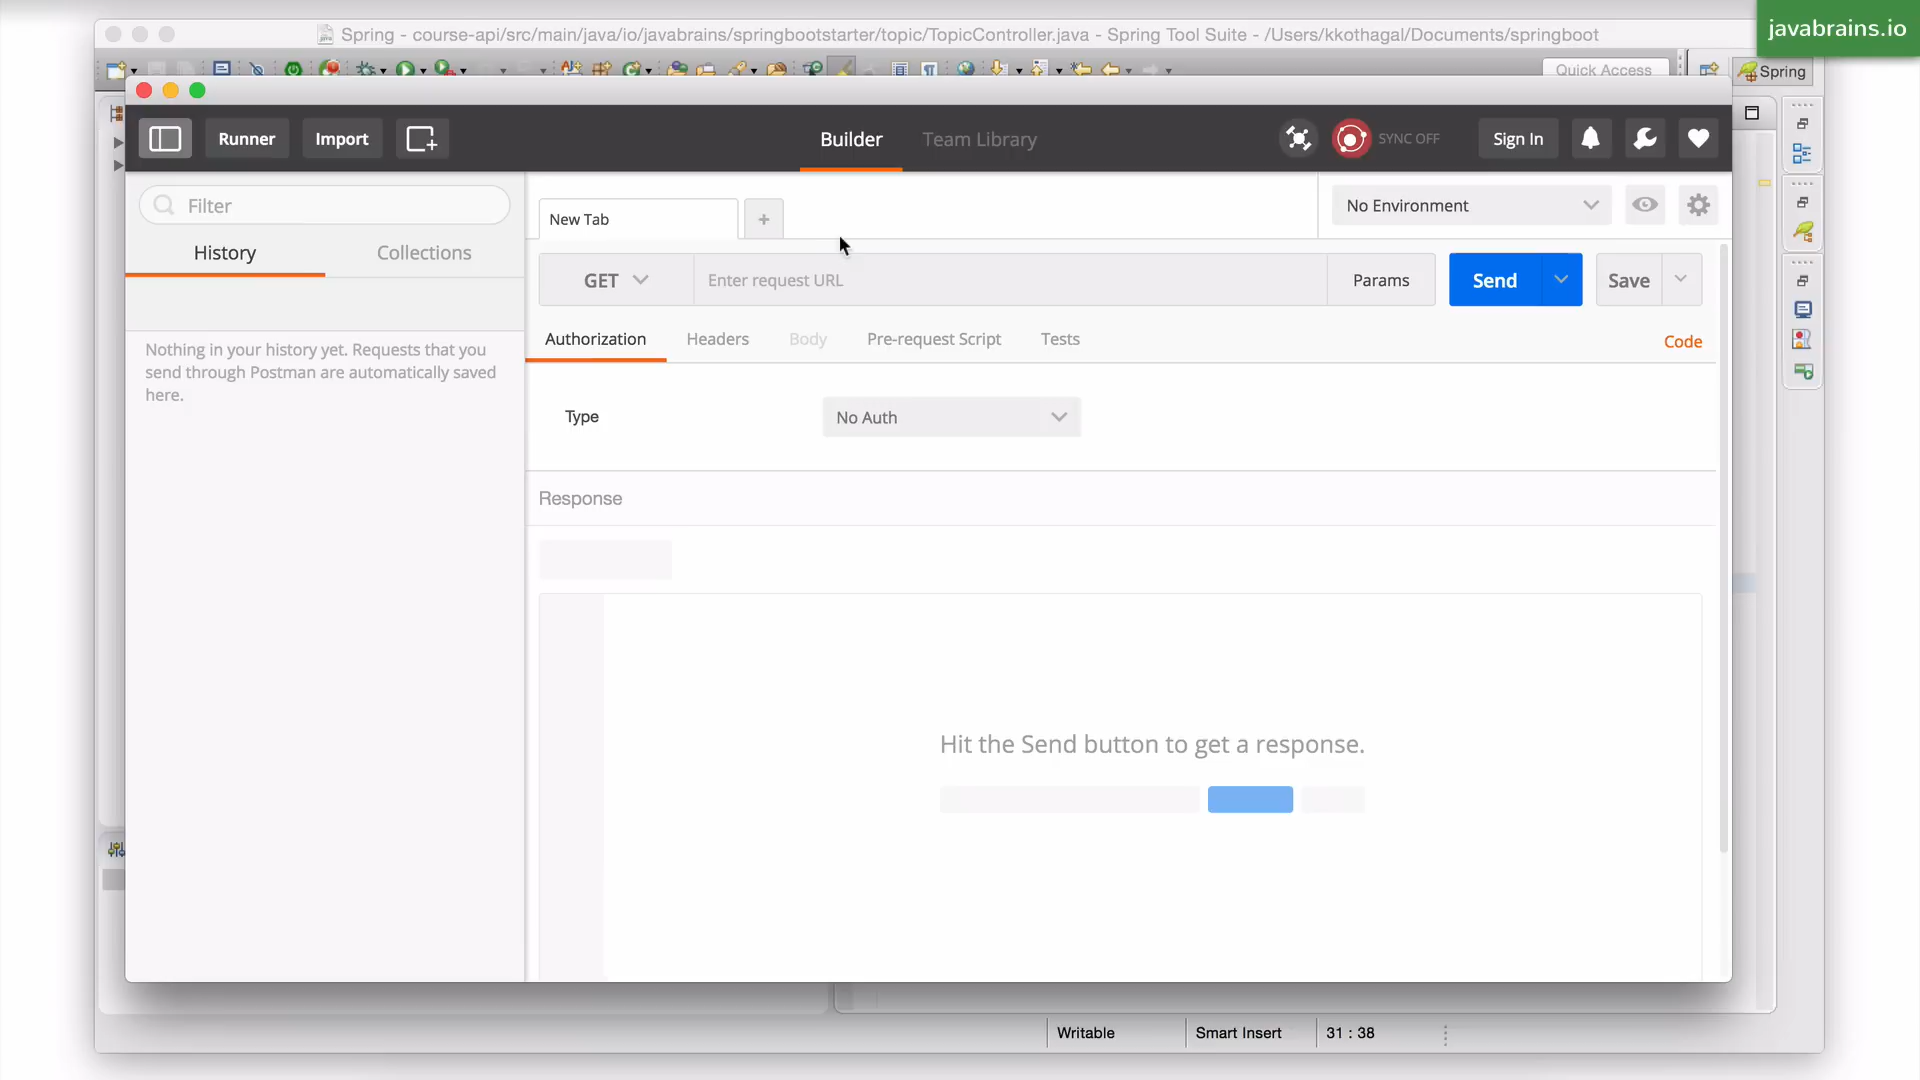 javabrains.io
Spring - course-api/src/main/java/io/javabrains/springbootstarter/topic/TopicController.java - Spring Tool Suite - /Users/kkothagal/Documents/springboot
Quick Access
Spring
Runner
Import
Builder
Team Library
SYNC OFF
Sign In
Filter
New Tab
+
No Environment
History
Collections
GET
Enter request URL
Params
Send
Save
Authorization
Headers
Body
Pre-request Script
Tests
Code
Nothing in your history yet. Requests that you
send through Postman are automatically saved
here.
Type
No Auth
Response
Hit the Send button to get a response.
Writable
Smart Insert
31 : 38